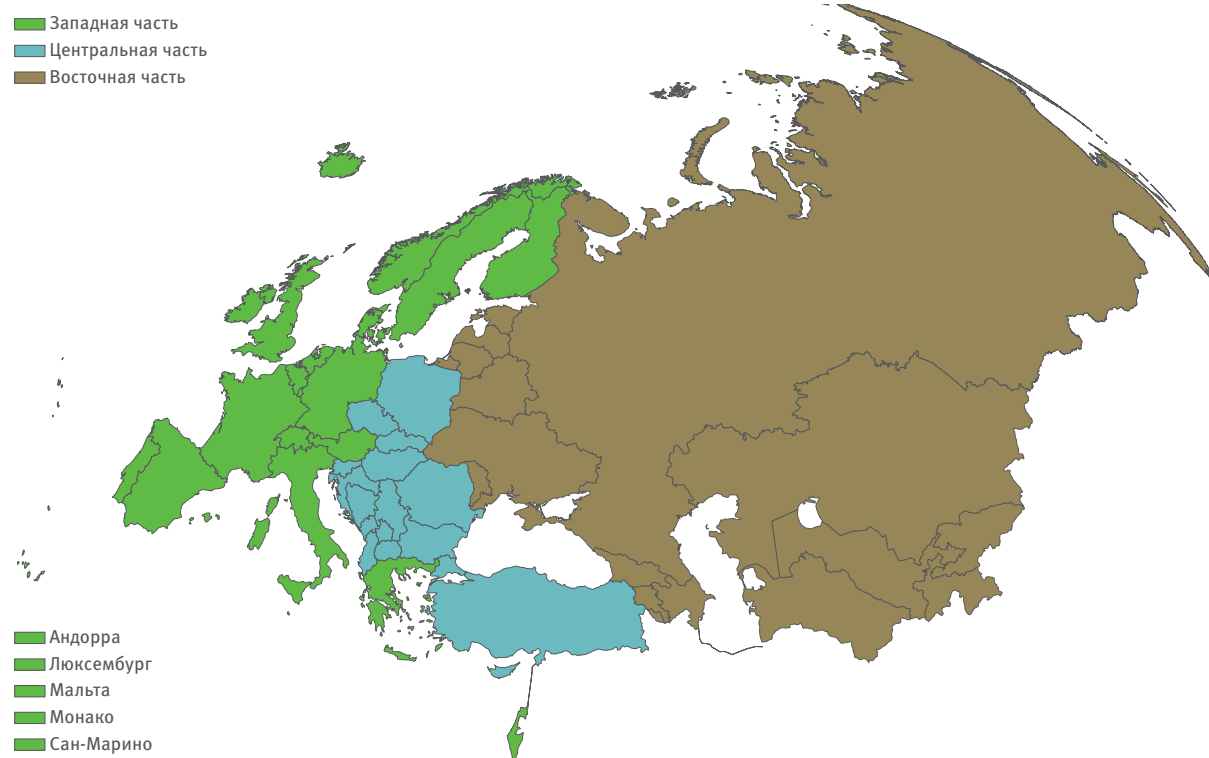 Западная часть
Центральная часть
Восточная часть
Андорра
Люксембург
Мальта
Монако
Сан-Марино